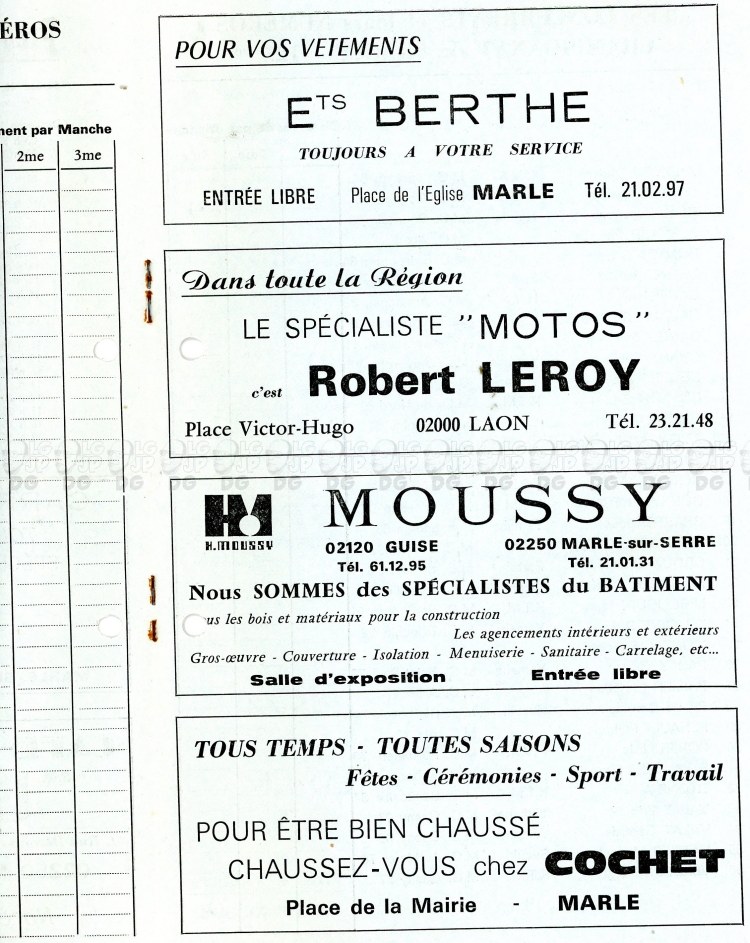 ÉROS
ment par Manche
2me 3me
POUR VOS VETEMENTS
ETS BERTHE
TOUJOURS A VOTRE SERVICE
ENTRÉE LIBRE Place de l'Eglise MARLE Tél. 21.02.97
Dans toute la Région
LE SPÉCIALISTE "MOTOS"
c'est Robert LEROY
Place Victor-Hugo 02000 LAON Tél. 23.21.48
MOUSSY
H.MOUSSY
02120 GUISE 02250 MARLE-sur-SERRE
Tél. 61.12.95 Tél. 21.01.31
Nous SOMMES des SPÉCIALISTES du BATIMENT
us les bois et matériaux pour la construction
Les agencements intérieurs et extérieurs
Gros-œuvre - Couverture - Isolation - Menuiserie - Sanitaire - Carrelage, etc...
Salle d'exposition Entrée libre
TOUS TEMPS - TOUTES SAISONS
Fêtes - Cérémonies - Sport - Travail
POUR ÊTRE BIEN CHAUSSÉ
CHAUSSEZ-VOUS chez COCHET
Place de la Mairie - MARLE